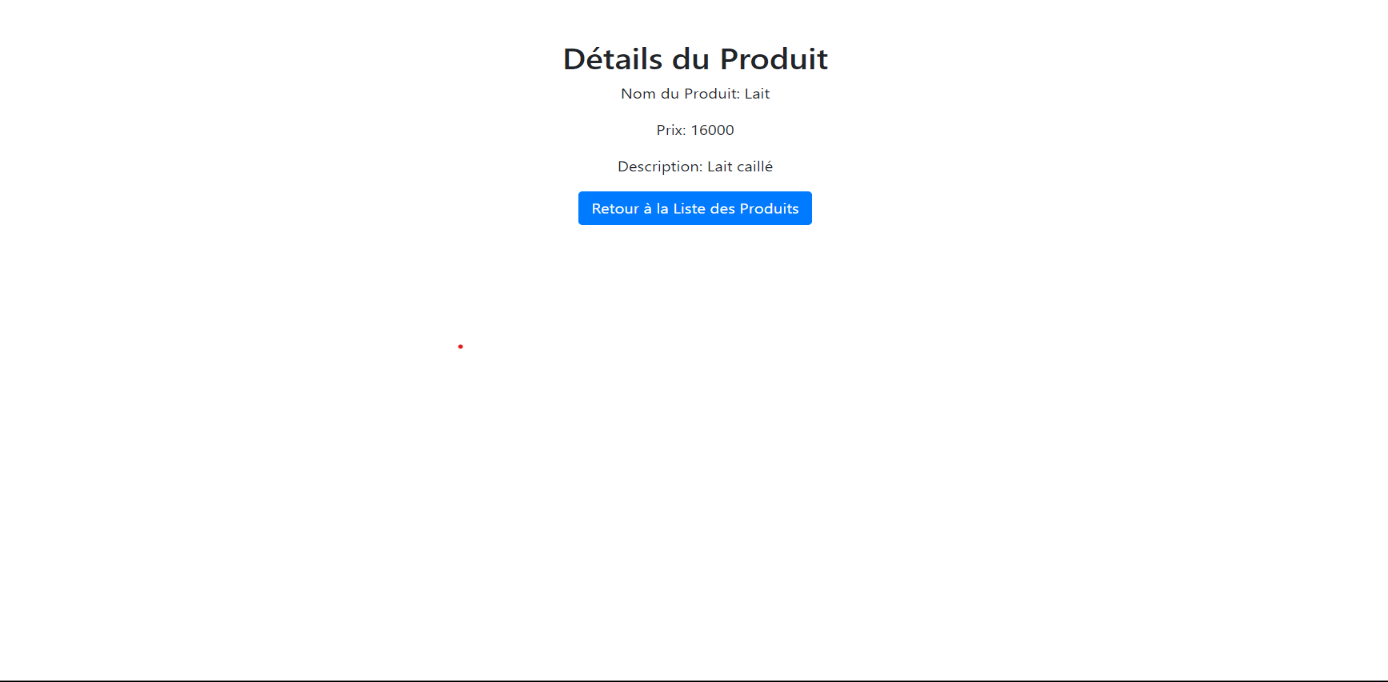 Détails du Produit
Nom du Produit: Lait
Prix: 16000
Description: Lait caillé
Retour à la Liste des Produits